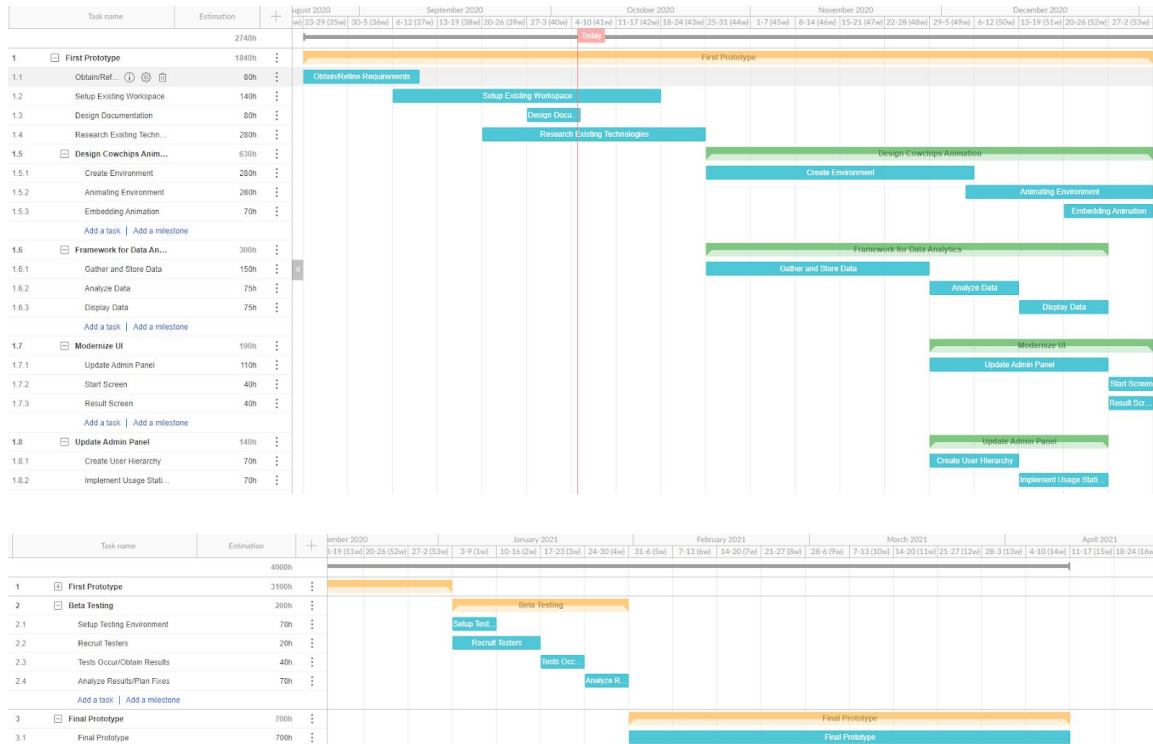 Task name Estimation
ugust 2020 September 2020 October 2020 November 2020 December 2020
w) 23-29 (35w) 30-5 (36w) 6-12 (37w) 13-19 (38w) 20-26 (39w) 27-3 (40w) 4-10 (41w) 11-17 (42w) 18-24 (43w) 25-31 (44w) 1-7 (45w) 8-14 (46w) 15-21 (47w) 22-28 (48w) 29-5 (49w) 6-12 (50w) 13-19 (51w) 20-26 (52w) 27-2 (53w)
2740h Today
1 First Prototype 1840h First Prototype
1.1 Obtain/Ref... 80h Obtain/Refine Requirements
1.2 Setup Existing Workspace 140h Setup Existing Workspace
1.3 Design Documentation 80h Design Docu...
1.4 Research Existing Techn... 280h Research Existing Technologies
1.5 Design Cowchips Anim... 630h Design Cowchips Animation
1.5.1 Create Environment 280h Create Environment
1.5.2 Animating Environment 280h Animating Environment
1.5.3 Embedding Animation 70h Embedding Animation
Add a task | Add a milestone
1.6 Framework for Data An... 300h Framework for Data Analytics
1.6.1 Gather and Store Data 150h Gather and Store Data
1.6.2 Analyze Data 75h Analyze Data
1.6.3 Display Data 75h Display Data
Add a task | Add a milestone
1.7 Modernize UI 190h Modernize UI
1.7.1 Update Admin Panel 110h Update Admin Panel
1.7.2 Start Screen 40h Start Screen
1.7.3 Result Screen 40h Result Scr...
Add a task | Add a milestone
1.8 Update Admin Panel 140h Update Admin Panel
1.8.1 Create User Hierarchy 70h Create User Hierarchy
1.8.2 Implement Usage Stati... 70h Implement Usage Stati...
Task name Estimation
ember 2020 January 2021 February 2021 March 2021 April 2021
3-19 (51w) 20-26 (52w) 27-2 (53w) 3-9 (1w) 10-16 (2w) 17-23 (3w) 24-30 (4w) 31-6 (5w) 7-13 (6w) 14-20 (7w) 21-27 (8w) 28-6 (9w) 7-13 (10w) 14-20 (11w) 21-27 (12w) 28-3 (13w) 4-10 (14w) 11-17 (15w) 18-24 (16w
4000h
1 First Prototype 3100h
2 Beta Testing 200h Beta Testing
2.1 Setup Testing Environment 70h Setup Test...
2.2 Recruit Testers 20h Recruit Testers
2.3 Tests Occur/Obtain Results 40h Tests Occ...
2.4 Analyze Results/Plan Fixes 70h Analyze R...
Add a task | Add a milestone
3 Final Prototype 700h Final Prototype
3.1 Final Prototype 700h Final Prototype